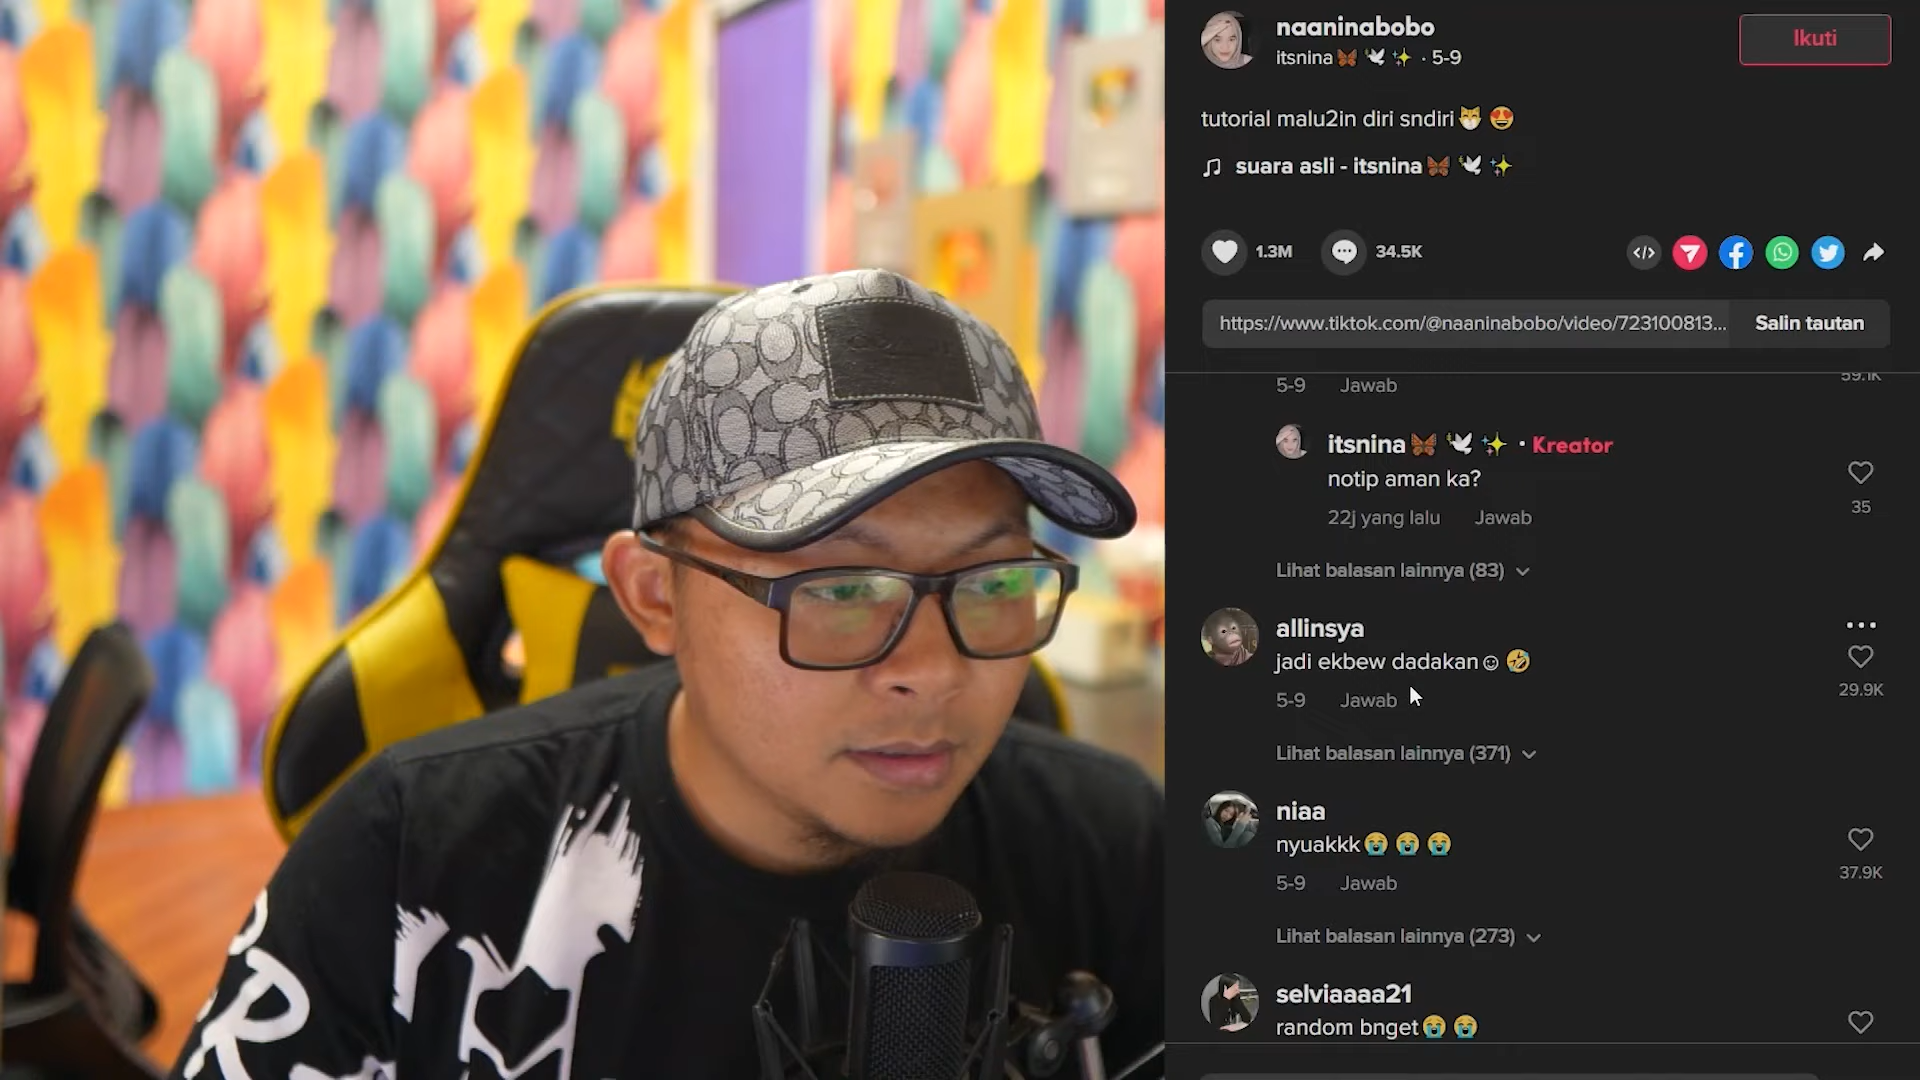 naaninabobo
itsnina🦋 🕊️ ✨ · 5-9
Ikuti
tutorial malu2in diri sndiri😽 😍
♫ suara asli - itsnina🦋 🕊️ ✨
1.3M
34.5K
https://www.tiktok.com/@naaninabobo/video/723100813...
Salin tautan
5-9 Jawab
59.1K
itsnina🦋 🕊️ ✨ · Kreator
notip aman ka?
22j yang lalu Jawab
35
Lihat balasan lainnya (83)
allinsya
jadi ekbew dadakan☺ 🤣
5-9 Jawab
29.9K
Lihat balasan lainnya (371)
niaa
nyuakkk😭 😭 😭
5-9 Jawab
37.9K
Lihat balasan lainnya (273)
selviaaaa21
random bnget😭 😭
R